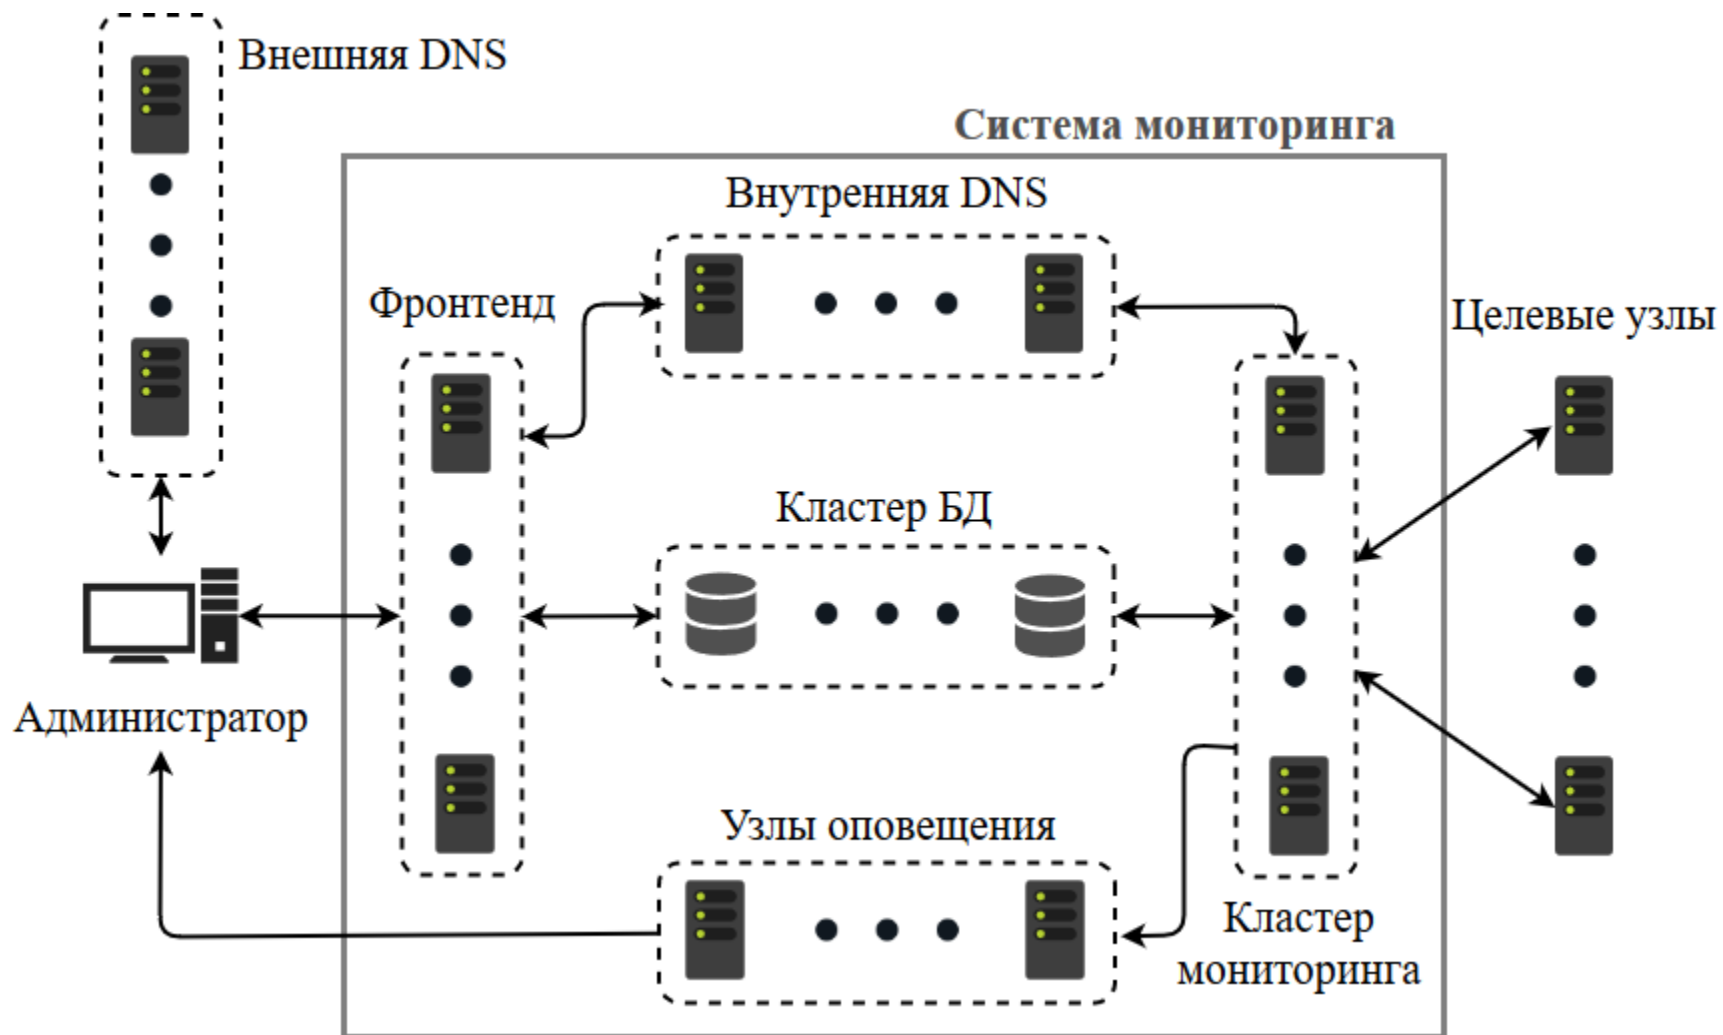 Внешняя DNS
Система мониторинга
Внутренняя DNS
Фронтенд
Целевые узлы
Кластер БД
Администратор
Узлы оповещения
Кластер
мониторинга